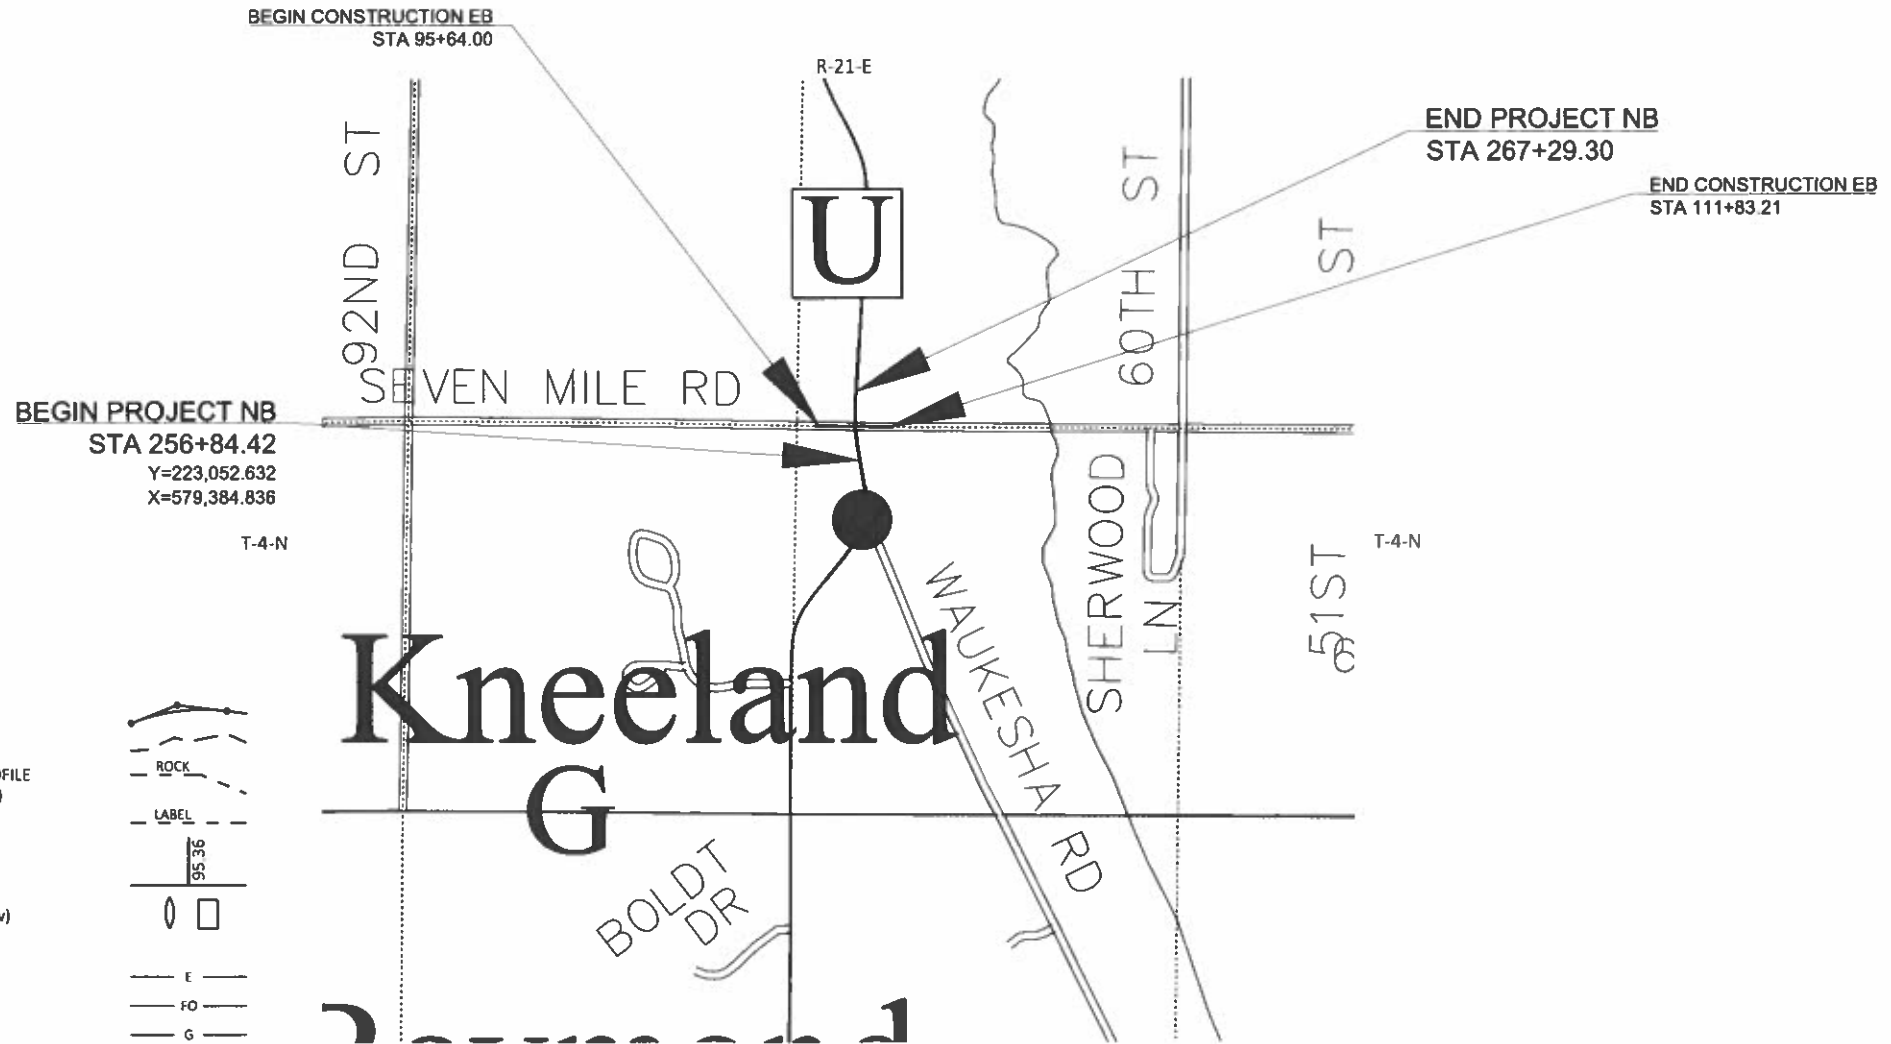 BEGIN CONSTRUCTION EB
STA 95+64.00
R-21-E
END PROJECT NB
STA 267+29.30
END CONSTRUCTION EB
STA 111+83.21
92ND ST
U
60TH ST
ST
SEVEN MILE RD
BEGIN PROJECT NB
STA 256+84.42
Y=223,052.632
X=579,384.836
T-4-N
T-4-N
SHERWOOD
LN
51ST
WAUKESHA RD
Kneeland
G
BOLDT
DR
ROCK
LABEL
95.36
E
FO
G